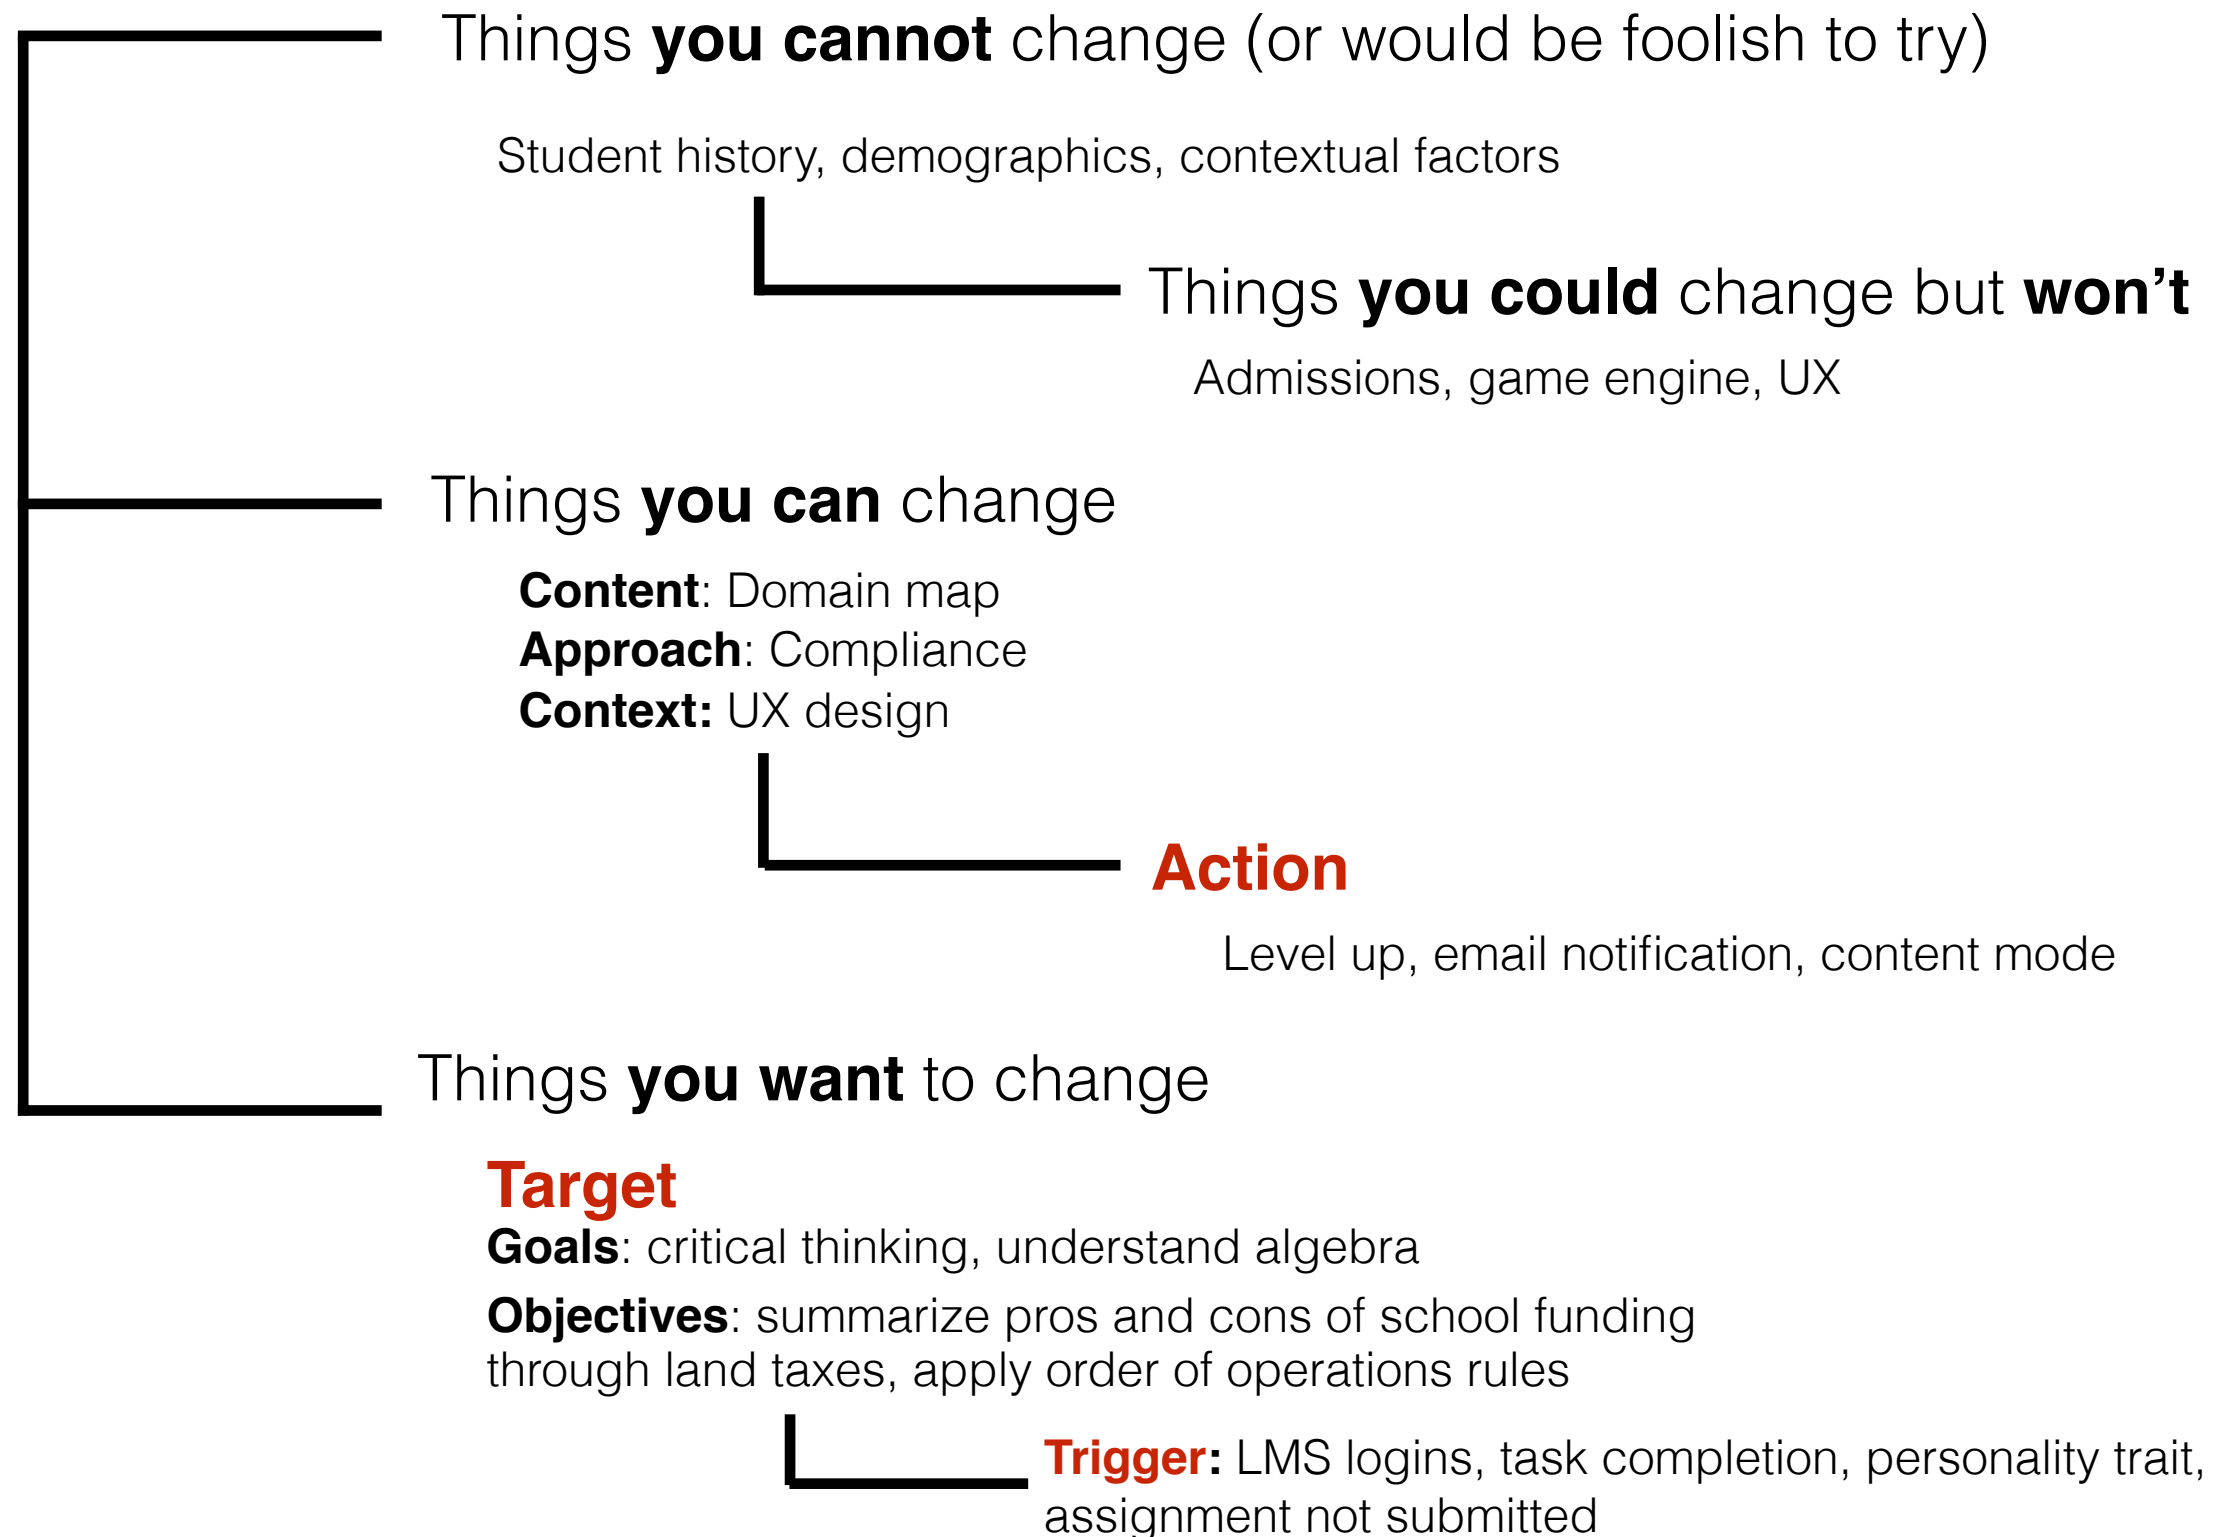 Things you cannot change (or would be foolish to try)
Student history, demographics, contextual factors
Things you could change but won't
Admissions, game engine, UX
Things you can change
Content: Domain map
Approach: Compliance
Context: UX design
Action
Level up, email notification, content mode
Things you want to change
Target
Goals: critical thinking, understand algebra
Objectives: summarize pros and cons of school funding
through land taxes, apply order of operations rules
Trigger: LMS logins, task completion, personality trait,
assignment not submitted